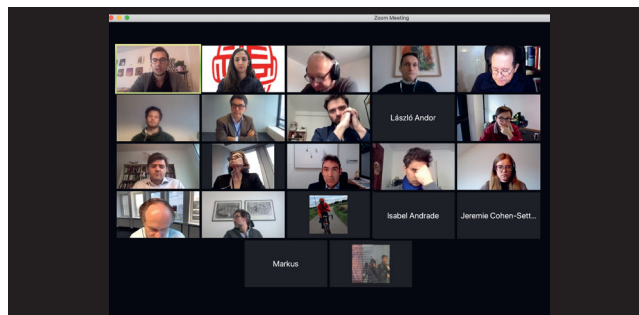 Zoom Meeting
László Andor
Isabel Andrade
Jeremie Cohen-Sett...
Markus